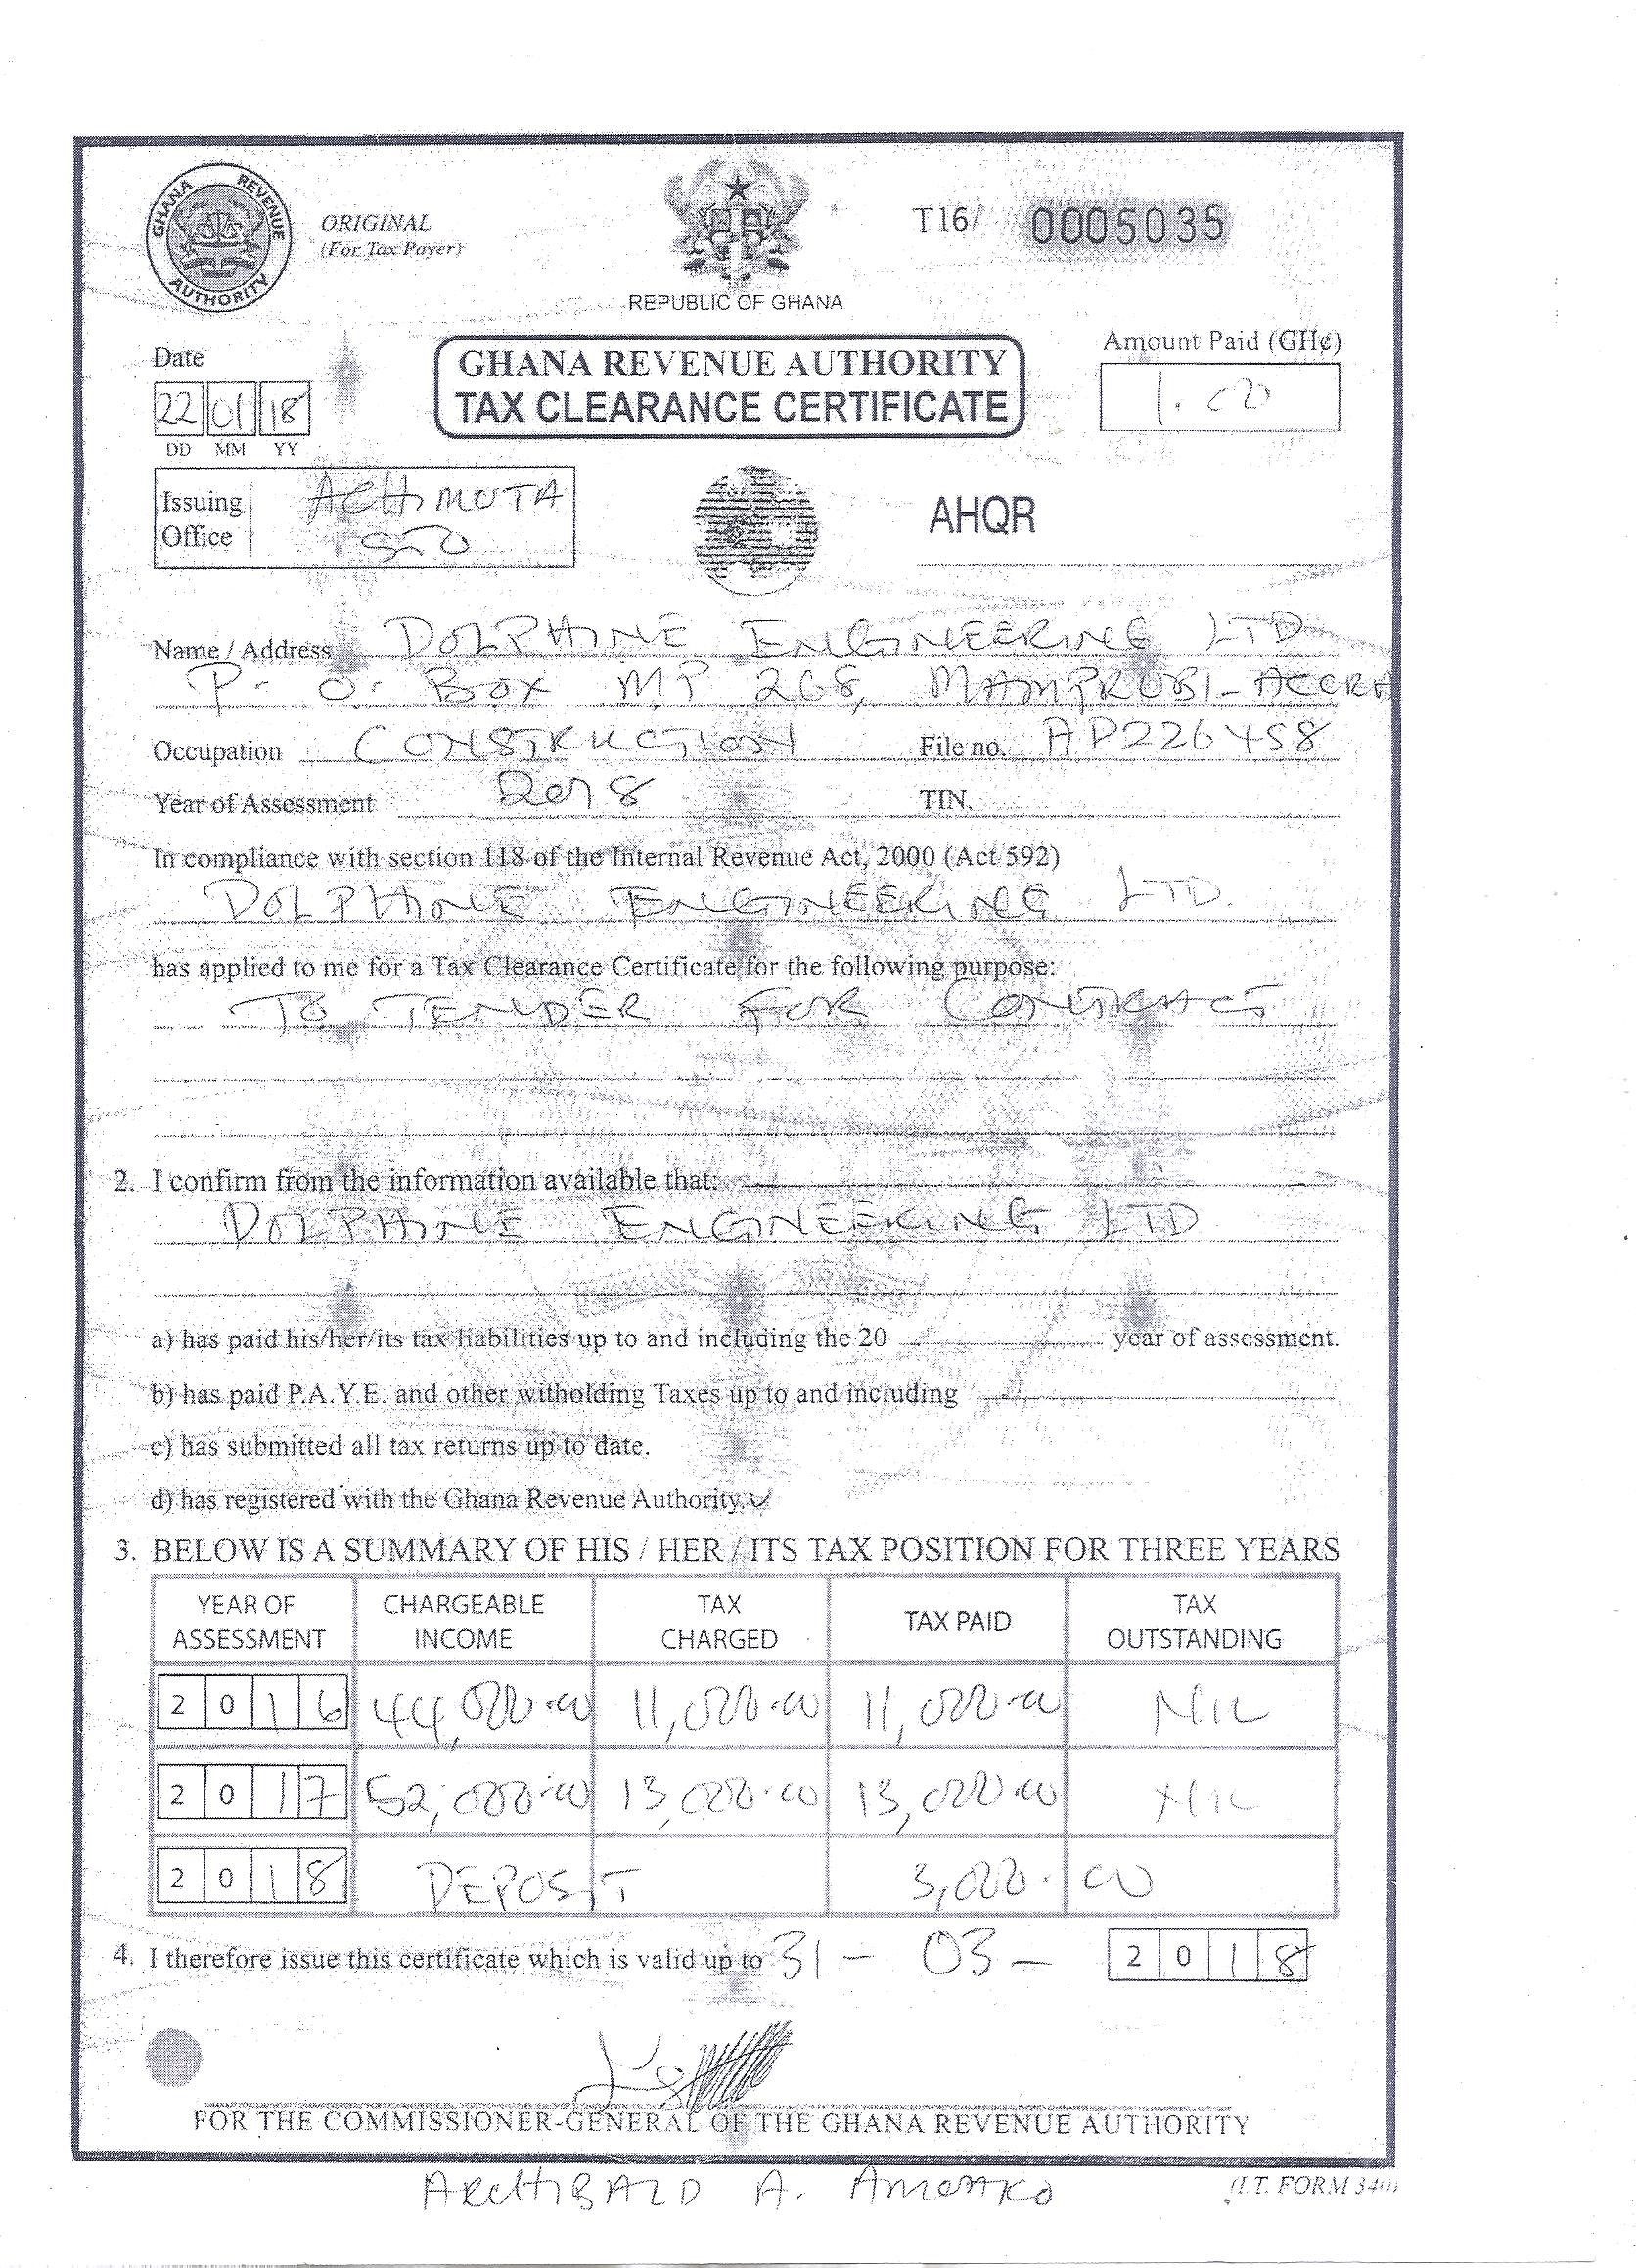 GHANA REVENUE AUTHORITY
ORIGINAL
(For Tax Payer)
REPUBLIC OF GHANA
T16/ 0005035
Date
22 01 18
DD MM YY
GHANA REVENUE AUTHORITY
TAX CLEARANCE CERTIFICATE
Amount Paid (GH¢)
1.00
Issuing Office ACHIMOTA
STO
AHQR
Name / Address DOLPHINE ENGINEERING LTD
P. O. BOX MP 268, MAMPROBI-ACCRA
Occupation CONSTRUCTION File no. AP226458
Year of Assessment 2018 TIN.
In compliance with section 118 of the Internal Revenue Act, 2000 (Act 592)
DOLPHINE ENGINEERING LTD.
has applied to me for a Tax Clearance Certificate for the following purpose:
TO TENDER FOR CONTRACT
2. I confirm from the information available that:
DOLPHINE ENGINEERING LTD
a) has paid his/her/its tax liabilities up to and including the 20 year of assessment.
b) has paid P.A.Y.E. and other witholding Taxes up to and including
c) has submitted all tax returns up to date.
d) has registered with the Ghana Revenue Authority. ✓
3. BELOW IS A SUMMARY OF HIS / HER / ITS TAX POSITION FOR THREE YEARS
YEAR OF ASSESSMENT CHARGEABLE INCOME TAX CHARGED TAX PAID TAX OUTSTANDING
2016 44,000.00 11,000.00 11,000.00 NIL
2017 52,000.00 13,000.00 13,000.00 NIL
2018 DEPOSIT 3,000.00
4. I therefore issue this certificate which is valid up to 31 - 03 - 2018
FOR THE COMMISSIONER-GENERAL OF THE GHANA REVENUE AUTHORITY
ARCHIBALD A.
(I.T. FORM 340)